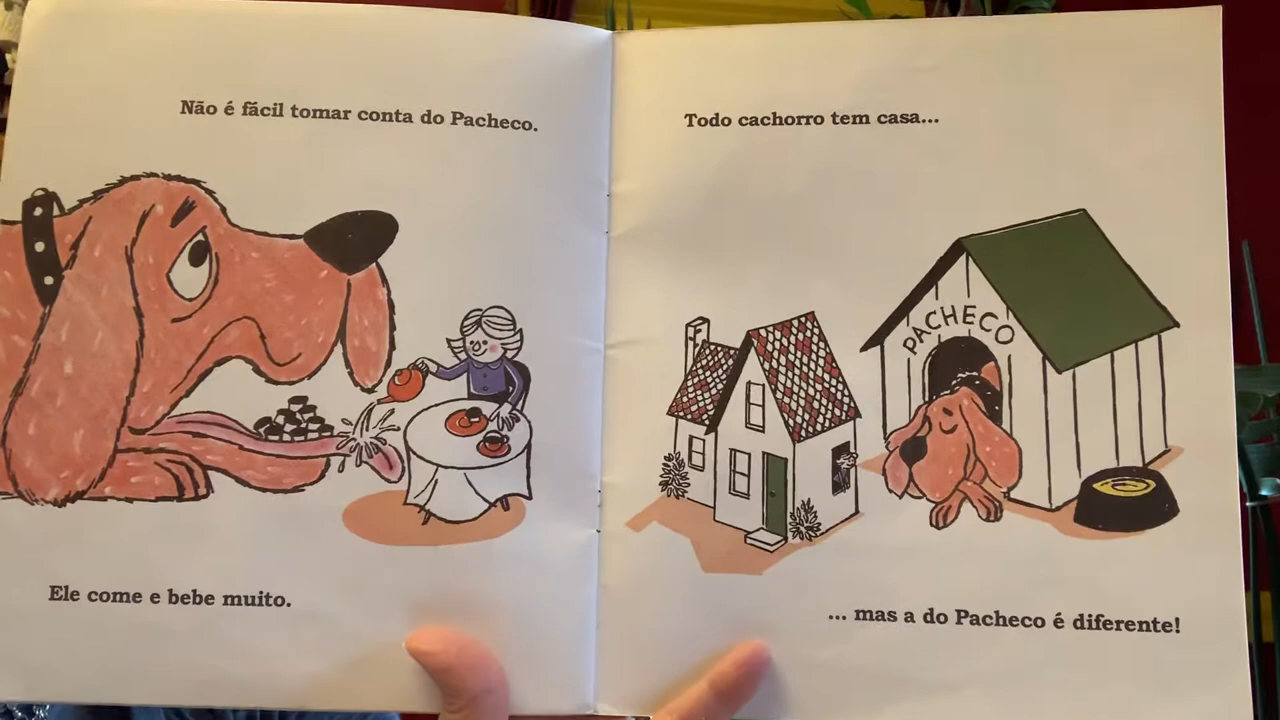 Não é fácil tomar conta do Pacheco.
Ele come e bebe muito.
Todo cachorro tem casa...
PACHECO
... mas a do Pacheco é diferente!